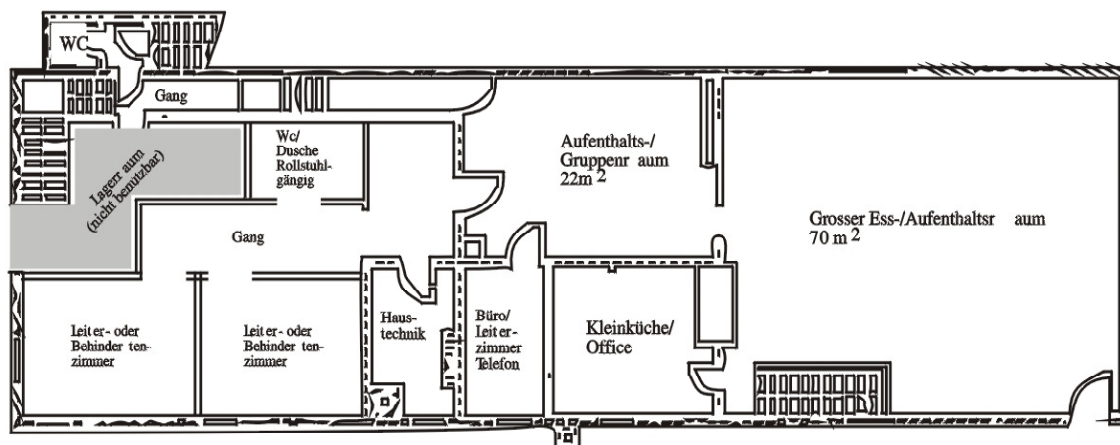 WC
Gang
Wc/
Dusche
Rollstuhl-
gängig
Aufenthalts-/
Gruppenr aum
22m 2
Lagerr aum
(nicht benutzbar)
Grosser Ess-/Aufenthaltsr aum
70 m 2
Gang
Leit er- oder
Behinder ten-
zimmer
Leit er- oder
Behinder ten-
zimmer
Haus-
technik
Büro/
Leit er-
zimmer
Telefon
Kleinküche/
Office